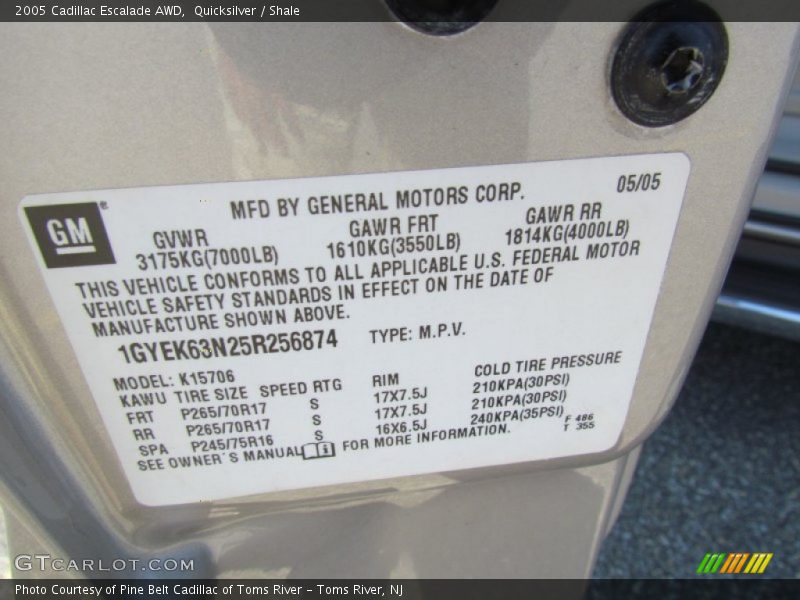 2005 Cadillac Escalade AWD,  Quicksilver / Shale
GM
MFD BY GENERAL MOTORS CORP. 05/05
GVWR GAWR FRT GAWR RR
3175KG(7000LB) 1610KG(3550LB) 1814KG(4000LB)
THIS VEHICLE CONFORMS TO ALL APPLICABLE U.S. FEDERAL MOTOR
VEHICLE SAFETY STANDARDS IN EFFECT ON THE DATE OF
MANUFACTURE SHOWN ABOVE.
1GYEK63N25R256874 TYPE: M.P.V.
MODEL: K15706
KAWU TIRE SIZE SPEED RTG RIM COLD TIRE PRESSURE
FRT P265/70R17 S 17X7.5J 210KPA(30PSI)
RR P265/70R17 S 17X7.5J 210KPA(30PSI)
SPA P245/75R16 S 16X6.5J 240KPA(35PSI) F 486
SEE OWNER'S MANUAL i FOR MORE INFORMATION. T 355
GTCARLOT.COM
Photo Courtesy of Pine Belt Cadillac of Toms River – Toms River, NJ